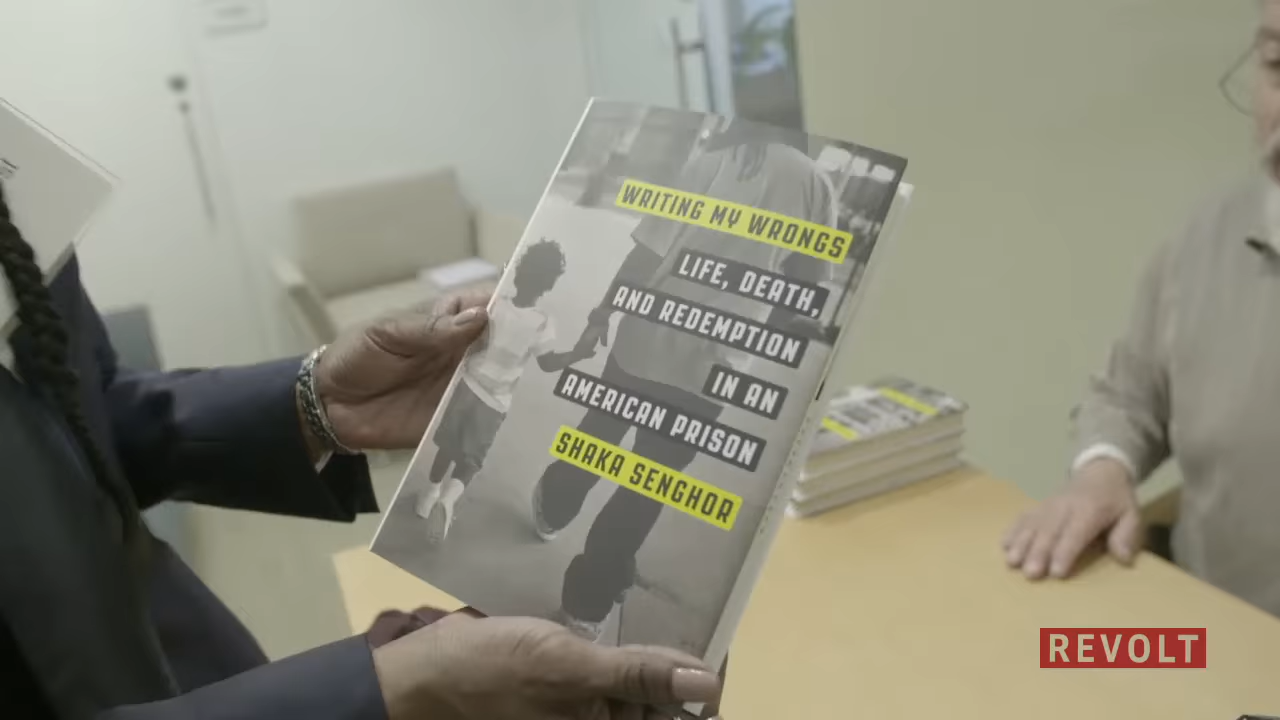 WRITING MY WRONGS
LIFE, DEATH,
AND REDEMPTION
IN AN
AMERICAN PRISON
SHAKA SENGHOR
REVOLT